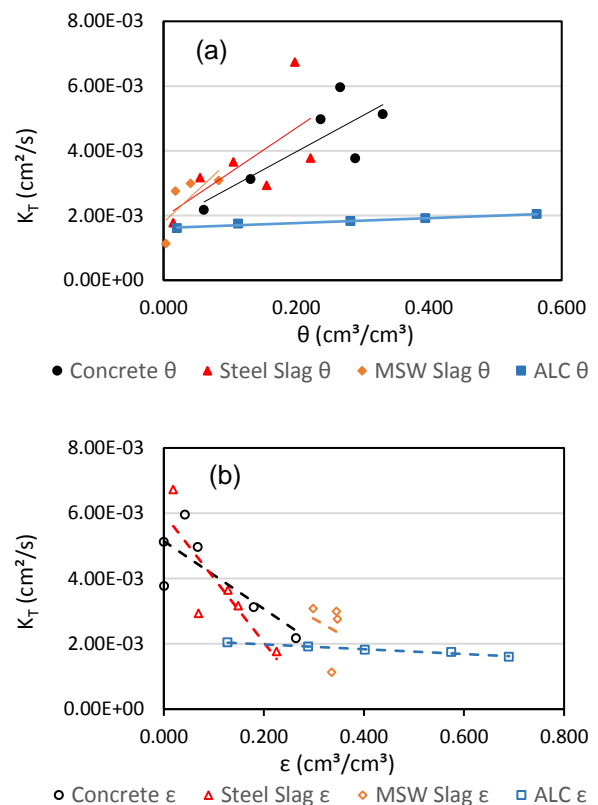 8.00E-03
(a)
6.00E-03
4.00E-03
2.00E-03
0.00E+00
K_T (cm²/s)
0.000 0.200 0.400 0.600
θ (cm³/cm³)
Concrete θ Steel Slag θ MSW Slag θ ALC θ
8.00E-03
(b)
6.00E-03
4.00E-03
2.00E-03
0.00E+00
K_T (cm²/s)
0.000 0.200 0.400 0.600 0.800
ε (cm³/cm³)
Concrete ε Steel Slag ε MSW Slag ε ALC ε